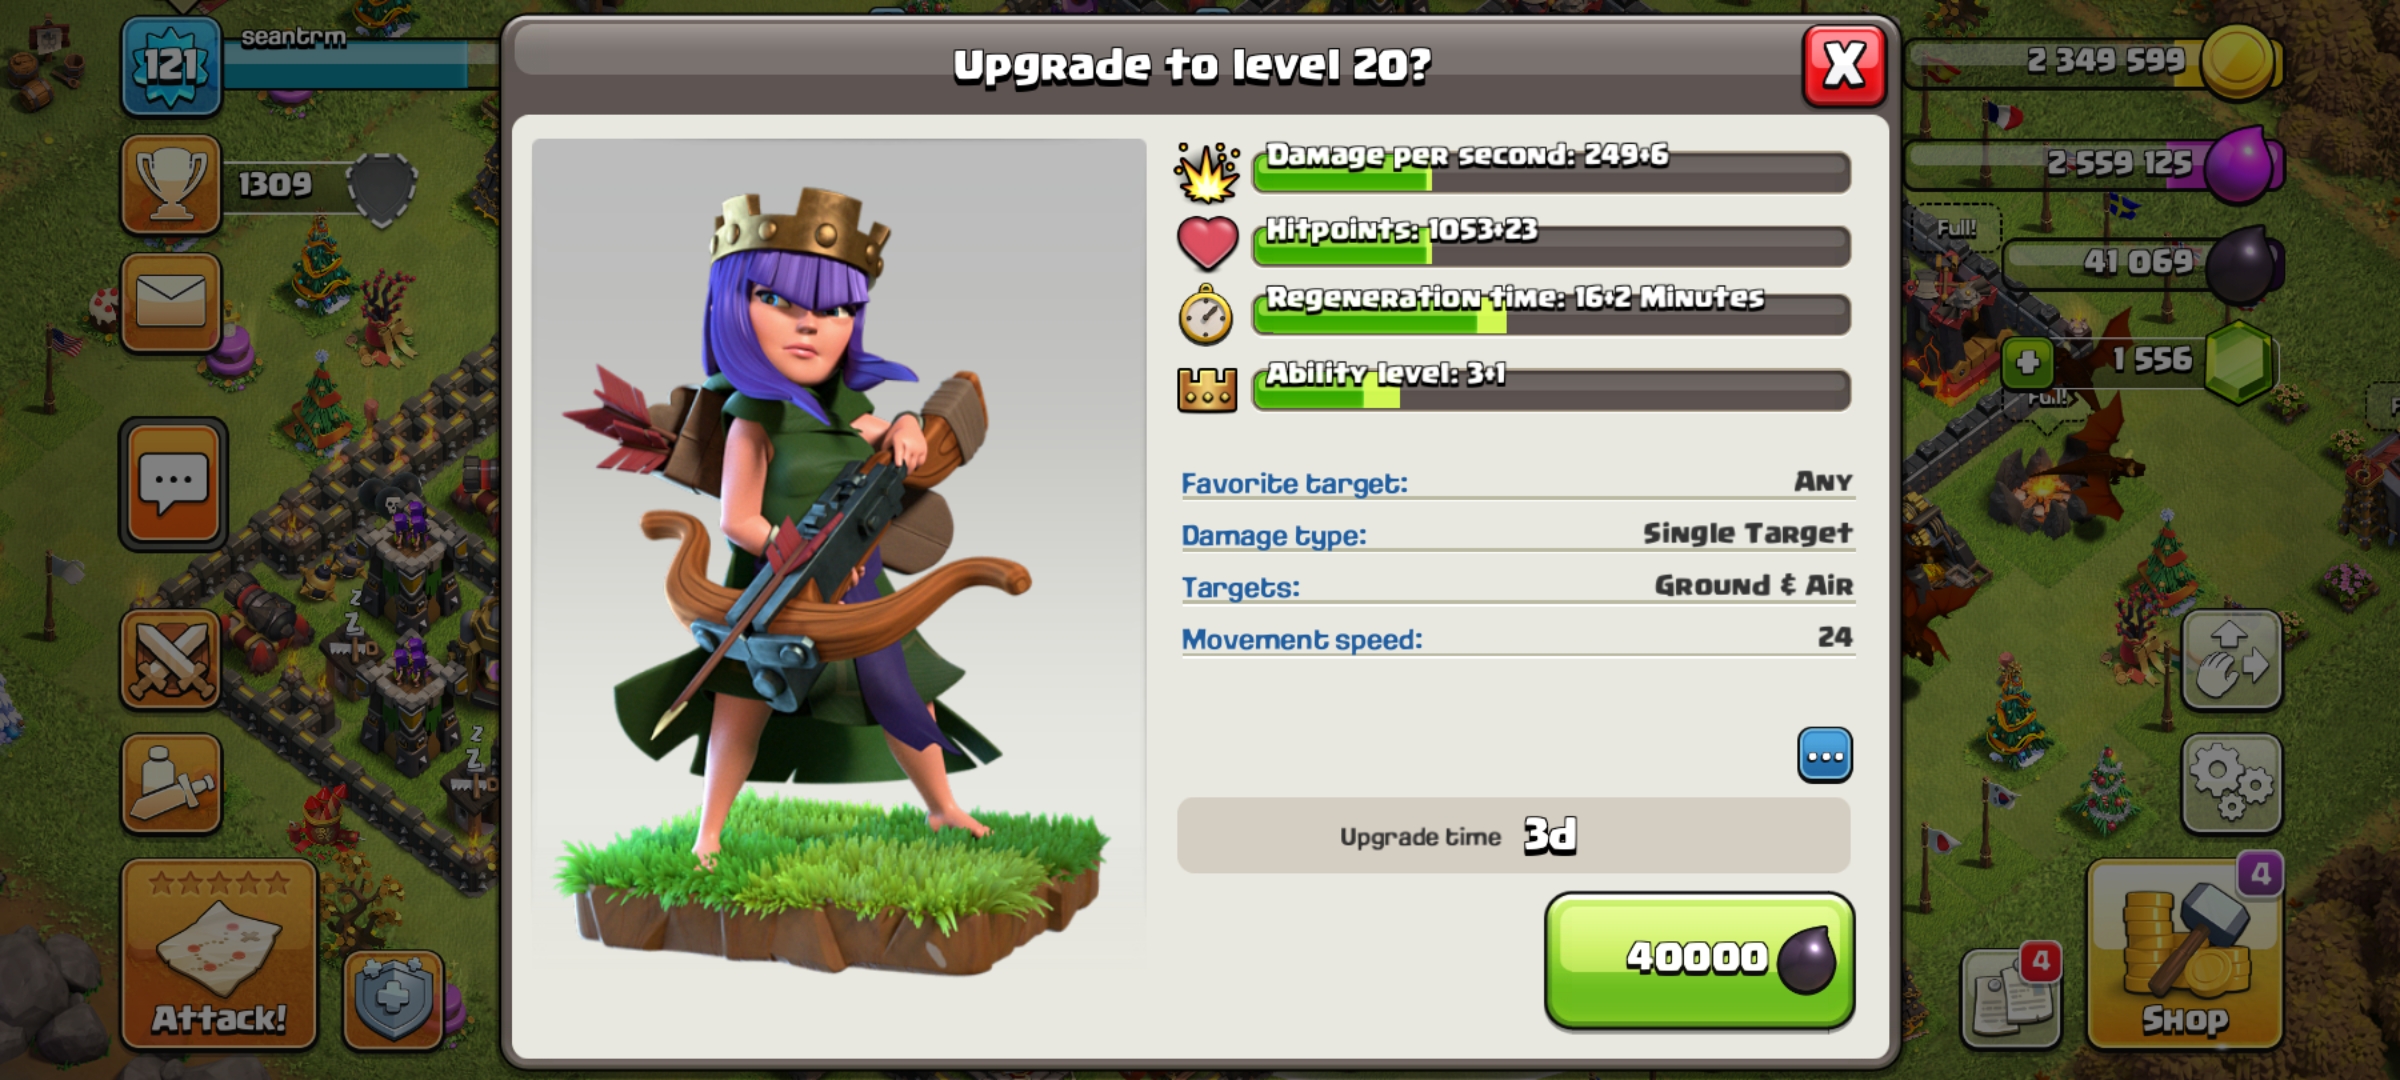 121
seantrm
Upgrade to level 20?
X
2 349 599
1309
Damage per second: 249+6
2 559 125
Hitpoints: 1053+23
Full!
41 069
Regeneration time: 16+2 Minutes
1 556
Ability level: 3+1
Full!
Favorite target: Any
Damage type: Single Target
Targets: Ground & Air
Movement speed: 24
Z
Z
Z
Z
Upgrade time 3d
40000
Attack!
4
4
Shop